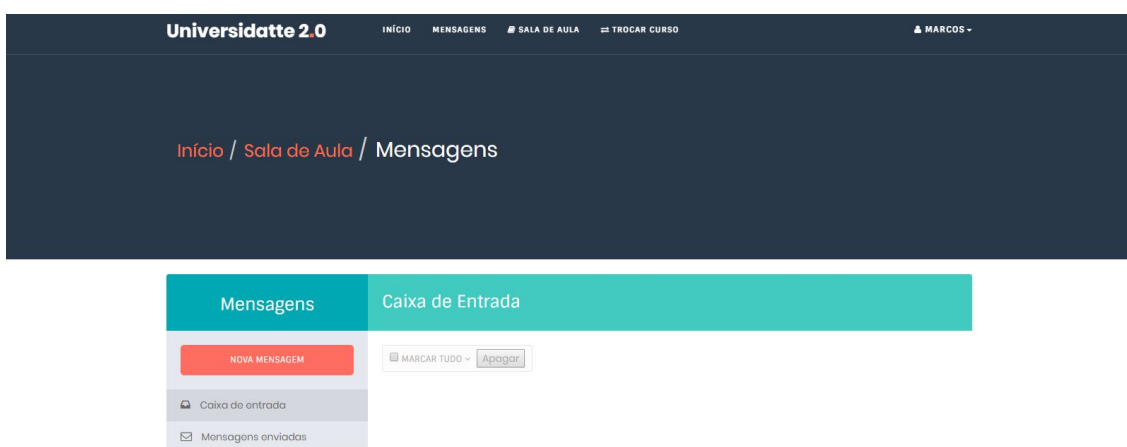 Universidatte 2.0 INÍCIO MENSAGENS SALA DE AULA TROCAR CURSO MARCOS
Início / Sala de Aula / Mensagens
Mensagens
Caixa de Entrada
NOVA MENSAGEM
MARCAR TUDO Apagar
Caixa de entrada
Mensagens enviadas